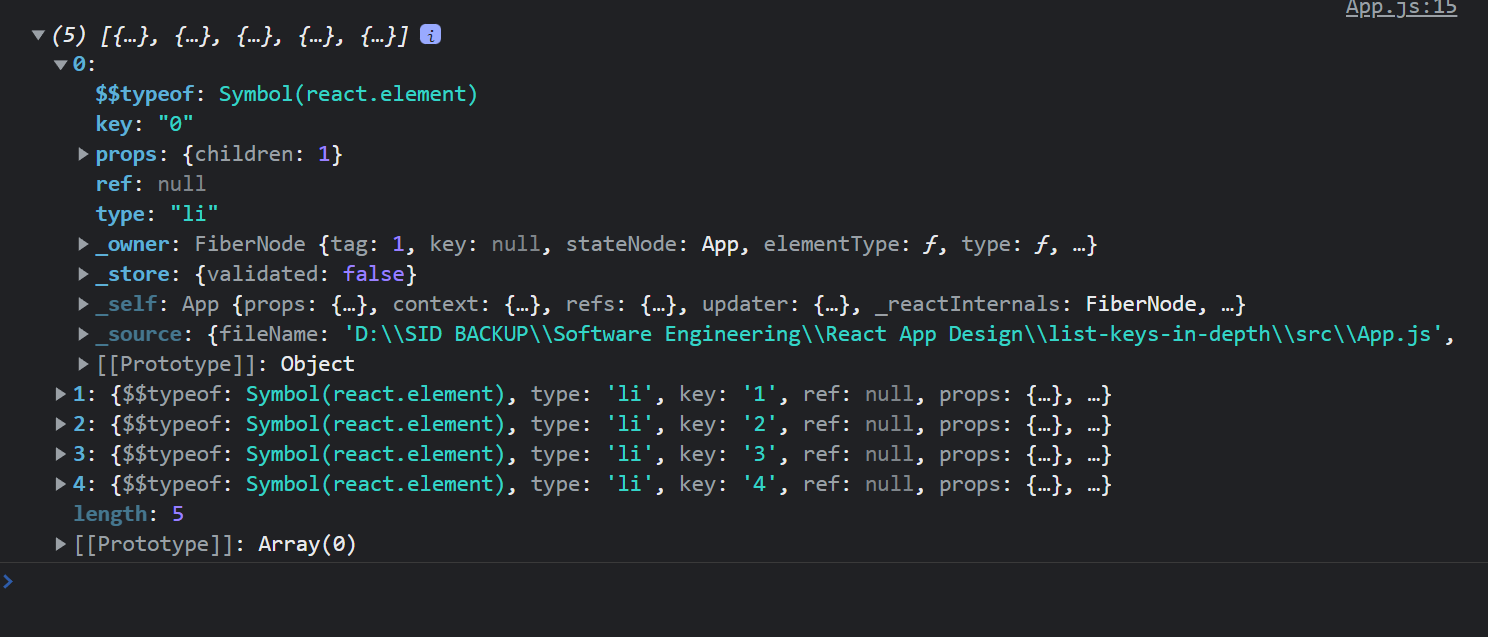 App.js:15
(5) [{…}, {…}, {…}, {…}, {…}] i
0:
$$typeof: Symbol(react.element)
key: "0"
props: {children: 1}
ref: null
type: "li"
_owner: FiberNode {tag: 1, key: null, stateNode: App, elementType: ƒ, type: ƒ, …}
_store: {validated: false}
_self: App {props: {…}, context: {…}, refs: {…}, updater: {…}, _reactInternals: FiberNode, …}
_source: {fileName: 'D:\\SID BACKUP\\Software Engineering\\React App Design\\list-keys-in-depth\\src\\App.js',
[[Prototype]]: Object
1: {$$typeof: Symbol(react.element), type: 'li', key: '1', ref: null, props: {…}, …}
2: {$$typeof: Symbol(react.element), type: 'li', key: '2', ref: null, props: {…}, …}
3: {$$typeof: Symbol(react.element), type: 'li', key: '3', ref: null, props: {…}, …}
4: {$$typeof: Symbol(react.element), type: 'li', key: '4', ref: null, props: {…}, …}
length: 5
[[Prototype]]: Array(0)